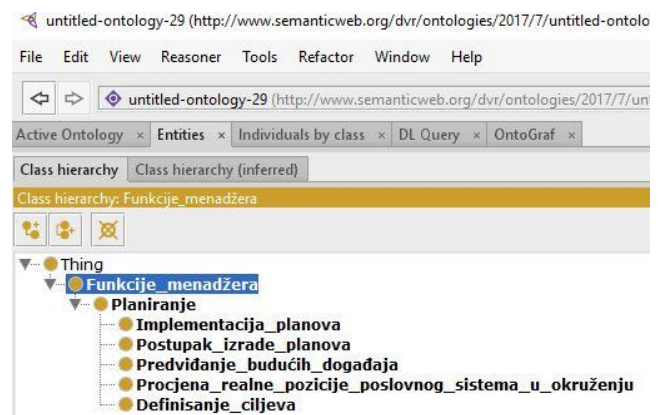 untitled-ontology-29 (http://www.semanticweb.org/dvr/ontologies/2017/7/untitled-ontolo
File Edit View Reasoner Tools Refactor Window Help
untitled-ontology-29 (http://www.semanticweb.org/dvr/ontologies/2017/7/un
Active Ontology × Entities × Individuals by class × DL Query × OntoGraf ×
Class hierarchy Class hierarchy (inferred)
Class hierarchy: Funkcije_menadžera
Thing
Funkcije_menadžera
Planiranje
Implementacija_planova
Postupak_izrade_planova
Predviđanje_budućih_događaja
Procjena_realne_pozicije_poslovnog_sistema_u_okruženju
Definisanje_ciljeva